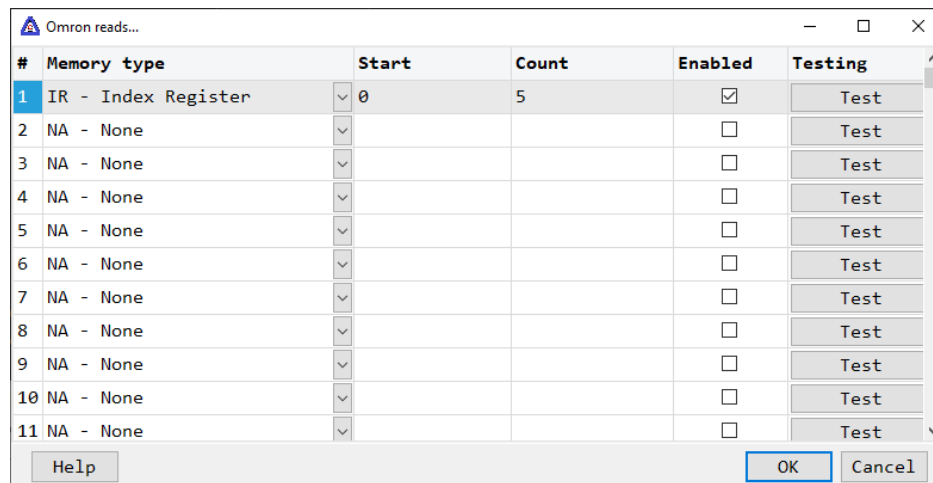 Omron reads...
# Memory type Start Count Enabled Testing
1 IR - Index Register 0 5 Test
2 NA - None Test
3 NA - None Test
4 NA - None Test
5 NA - None Test
6 NA - None Test
7 NA - None Test
8 NA - None Test
9 NA - None Test
10 NA - None Test
11 NA - None Test
Help OK Cancel